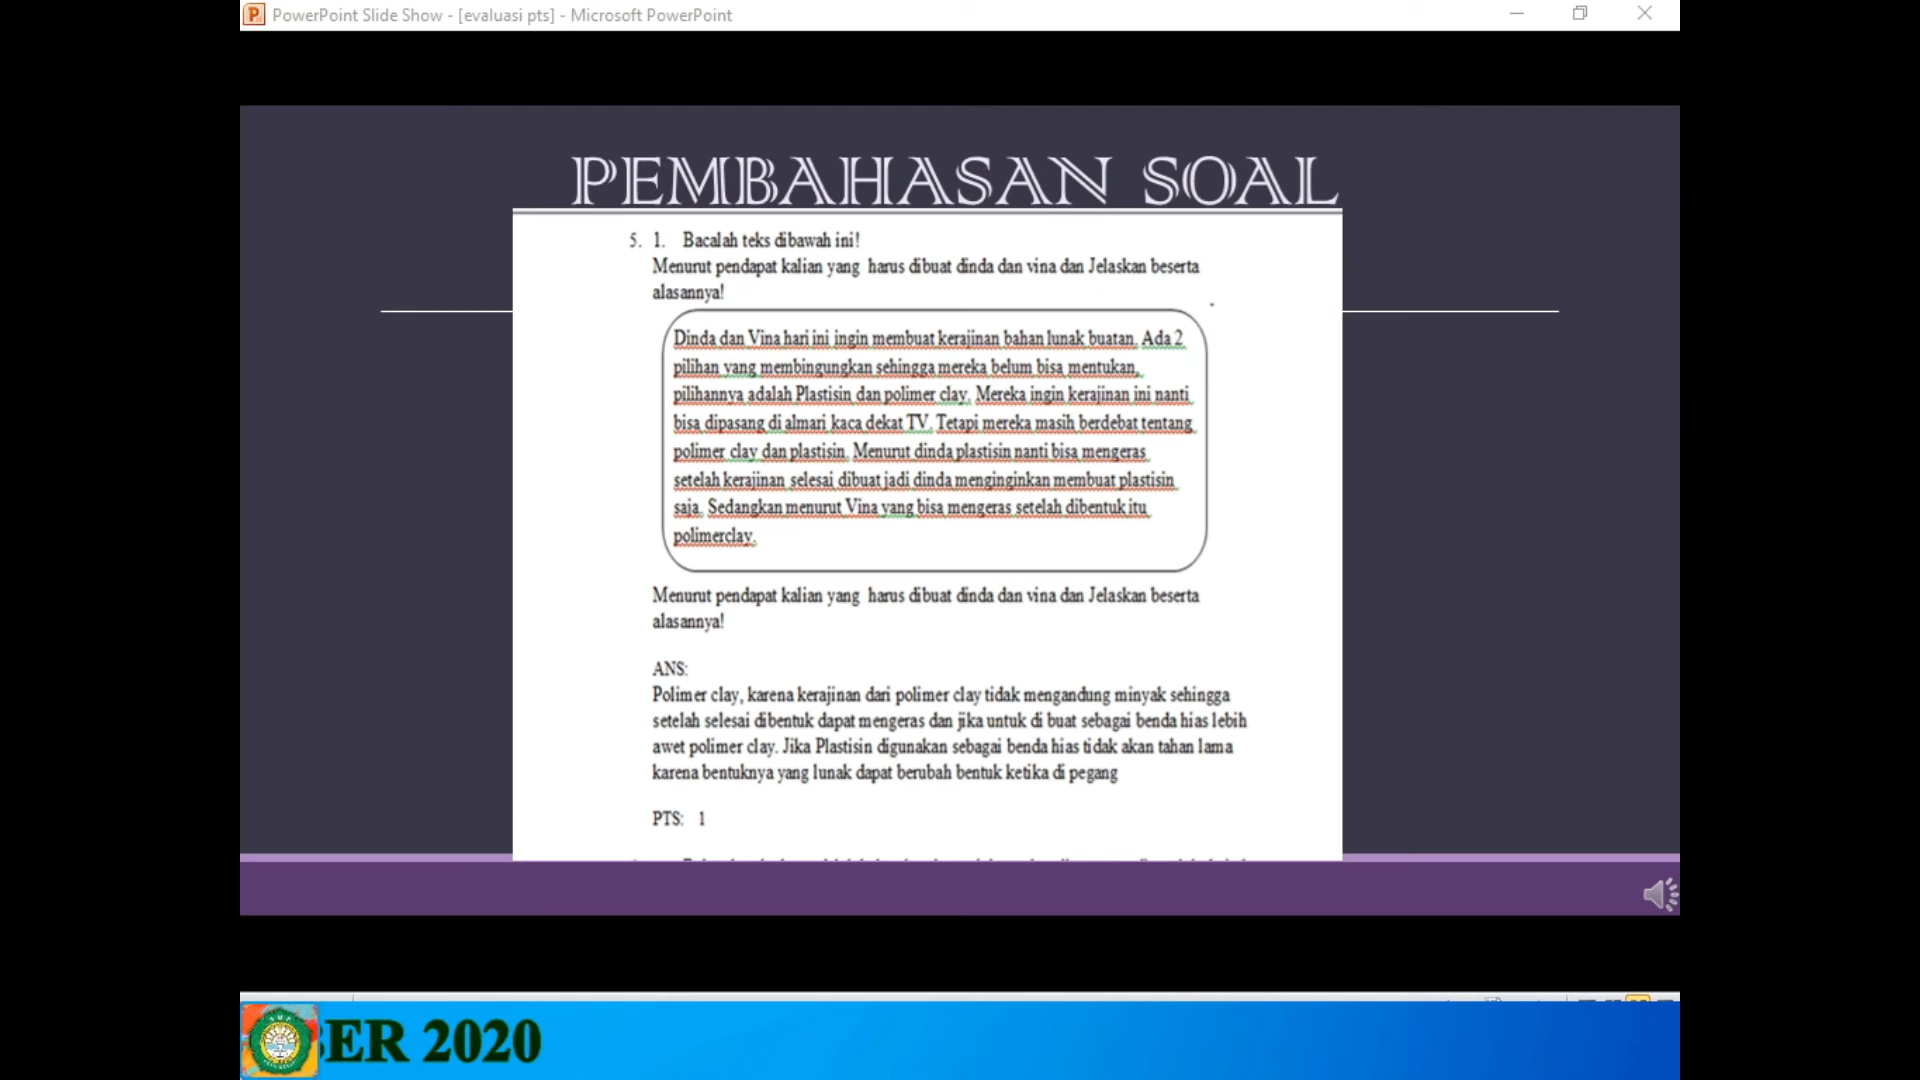 PowerPoint Slide Show - [evaluasi pts] - Microsoft PowerPoint
PEMBAHASAN SOAL
5. 1. Bacalah teks dibawah ini!
Menurut pendapat kalian yang harus dibuat dinda dan vina dan Jelaskan beserta
alasannya!
Dinda dan Vina hari ini ingin membuat kerajinan bahan lunak buatan. Ada 2
pilihan yang membingungkan sehingga mereka belum bisa mentukan,
pilihannya adalah Plastisin dan polimer clay. Mereka ingin kerajinan ini nanti
bisa dipasang di almari kaca dekat TV. Tetapi mereka masih berdebat tentang
polimer clay dan plastisin. Menurut dinda plastisin nanti bisa mengeras
setelah kerajinan selesai dibuat jadi dinda menginginkan membuat plastisin
saja. Sedangkan menurut Vina yang bisa mengeras setelah dibentuk itu
polimerclay.
Menurut pendapat kalian yang harus dibuat dinda dan vina dan Jelaskan beserta
alasannya!
ANS:
Polimer clay, karena kerajinan dari polimer clay tidak mengandung minyak sehingga
setelah selesai dibentuk dapat mengeras dan jika untuk di buat sebagai benda hias lebih
awet polimer clay. Jika Plastisin digunakan sebagai benda hias tidak akan tahan lama
karena bentuknya yang lunak dapat berubah bentuk ketika di pegang
PTS: 1
BER 2020